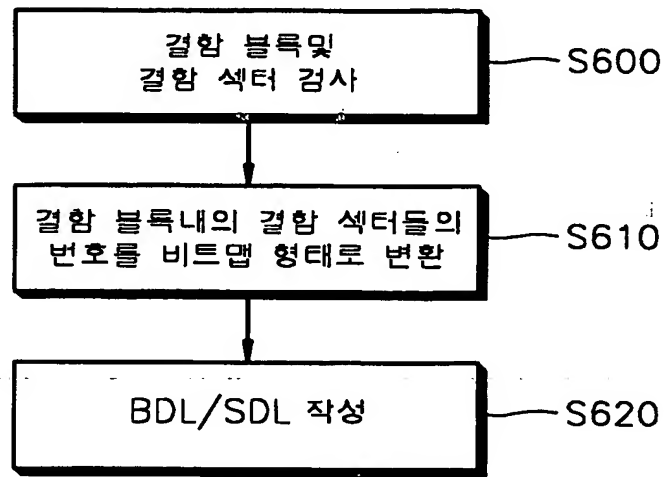 결함 블록및
결함 섹터 검사
S600
결함 블록내의 결함 섹터들의
번호를 비트맵 형태로 변환
S610
BDL/SDL 작성
S620